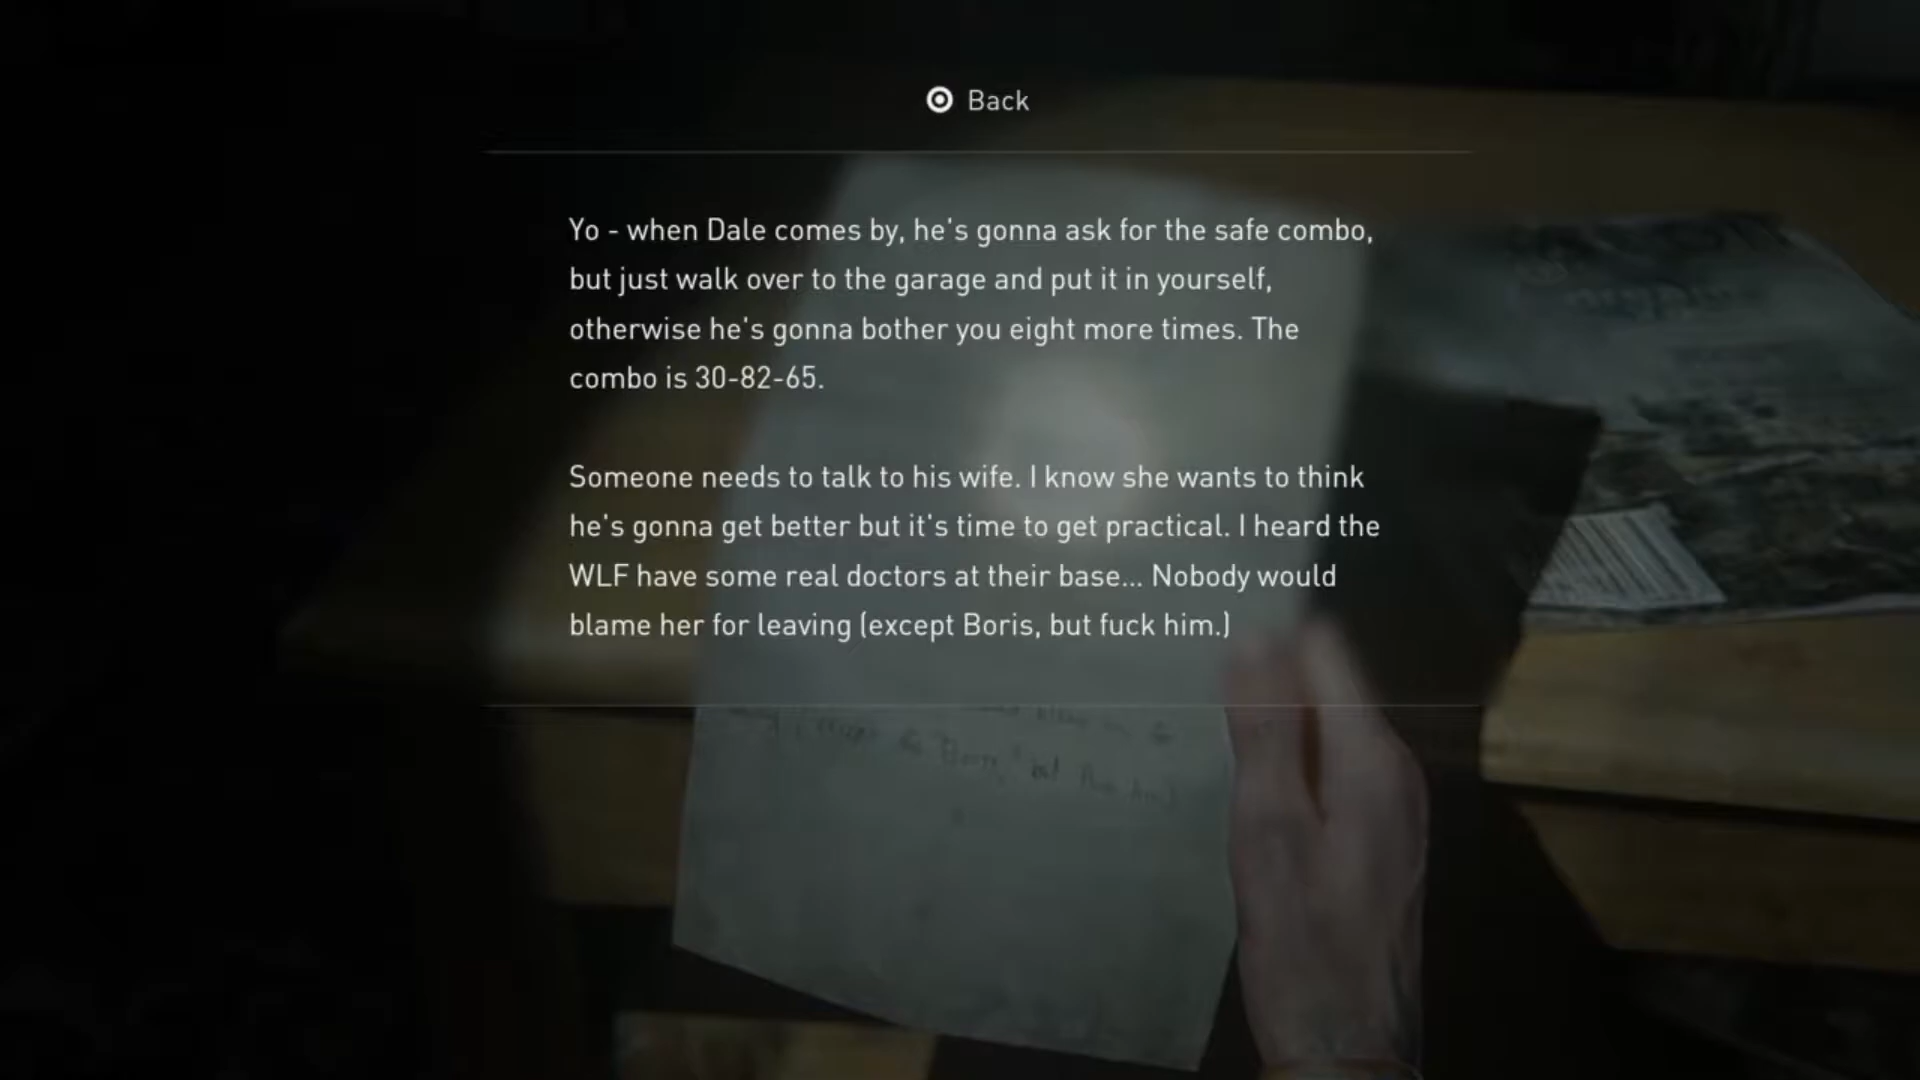 Back
Yo - when Dale comes by, he's gonna ask for the safe combo,
but just walk over to the garage and put it in yourself,
otherwise he's gonna bother you eight more times. The
combo is 30-82-65.
Someone needs to talk to his wife. I know she wants to think
he's gonna get better but it's time to get practical. I heard the
WLF have some real doctors at their base... Nobody would
blame her for leaving (except Boris, but fuck him.)